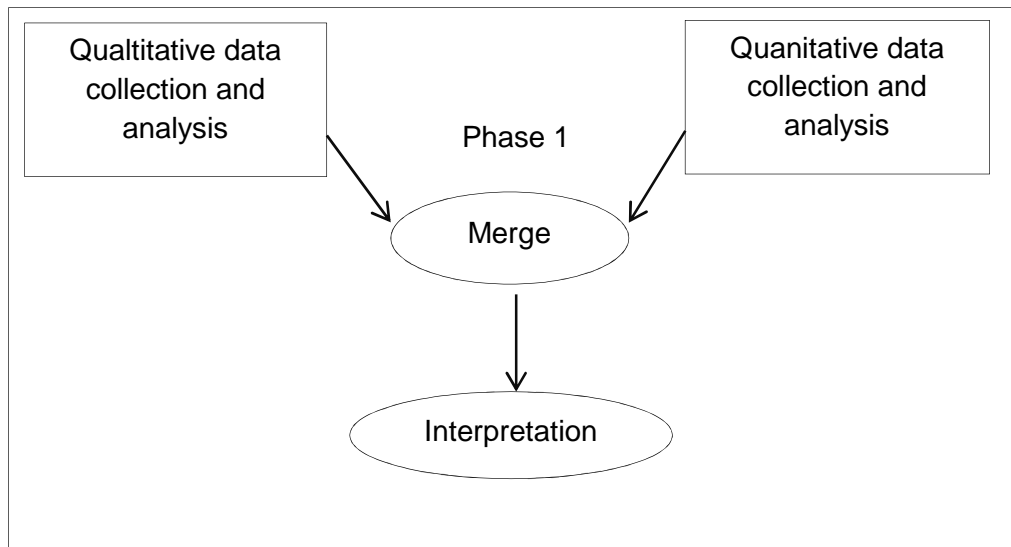 Qualtitative data
collection and
analysis
Quanitative data
collection and
analysis
Phase 1
Merge
Interpretation